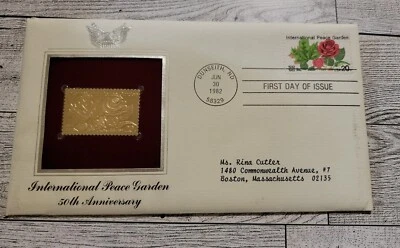 International Peace Garden
USA 20c
DUNSEITH, ND
JUN
30
1982
58329
FIRST DAY OF ISSUE
International Peace Garden
50th Anniversary
Ms. Rina Cutler
1480 Commonwealth Avenue, #7
Boston, Massachusetts 02135